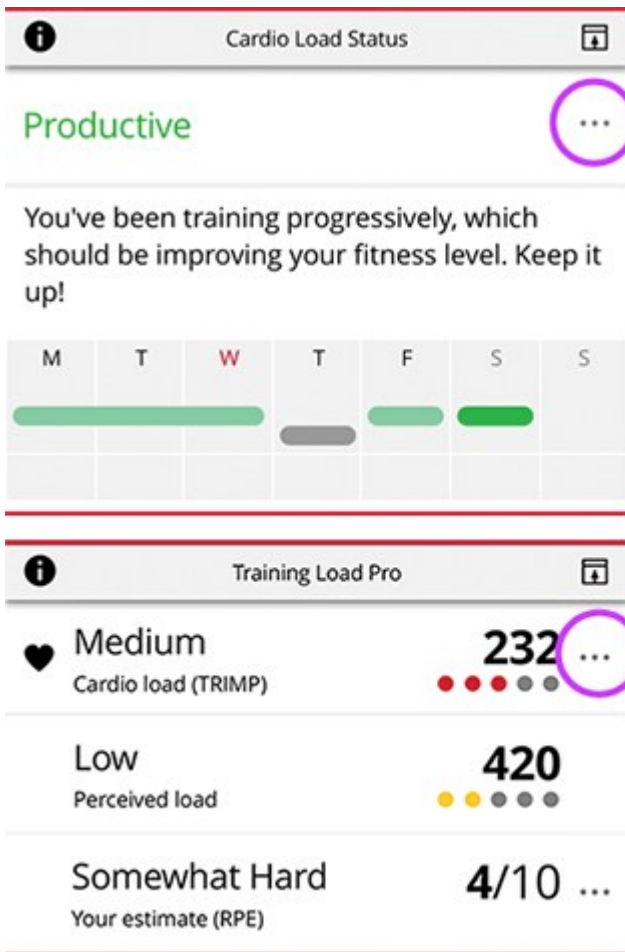 Cardio Load Status
Productive
You've been training progressively, which
should be improving your fitness level. Keep it
up!
M T W T F S S
Training Load Pro
Medium 232
Cardio load (TRIMP)
Low 420
Perceived load
Somewhat Hard 4/10
Your estimate (RPE)